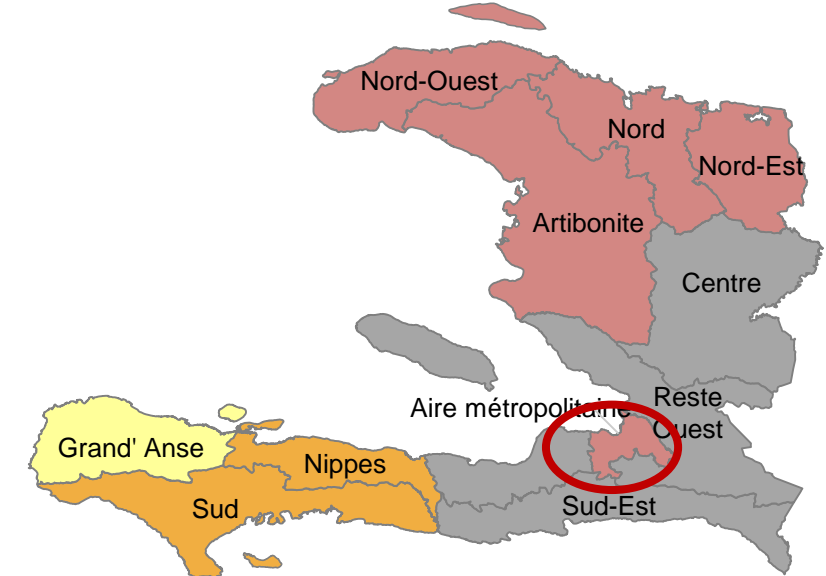 Nord-Ouest
Nord
Nord-Est
Artibonite
Centre
Aire métropolitaine
Reste
Ouest
Grand' Anse
Nippes
Sud
Sud-Est